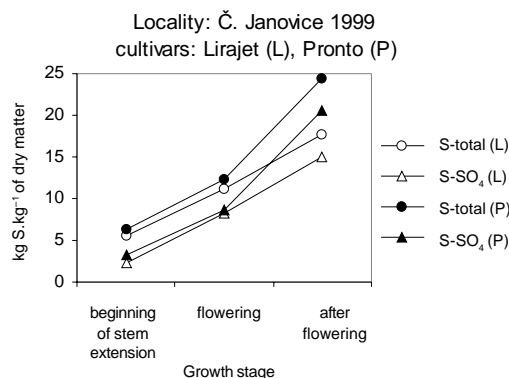 Locality: Č. Janovice 1999
cultivars: Lirajet (L), Pronto (P)
kg S.kg⁻¹ of dry matter
25
20
15
10
5
0
beginning
of stem
extension
flowering
after
flowering
Growth stage
S-total (L)
S-SO₄ (L)
S-total (P)
S-SO₄ (P)